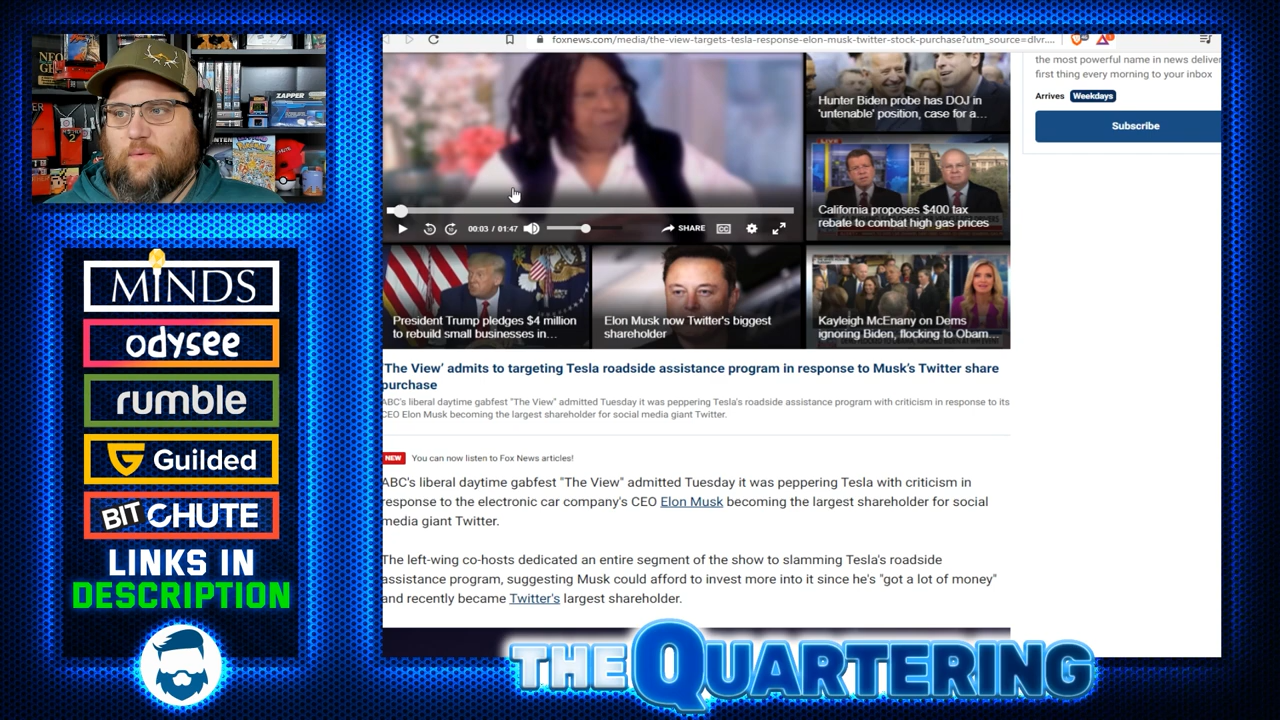 NEO
GEO
ZAPPER
MINDS
odysee
rumble
Guilded
BIT CHUTE
LINKS IN
DESCRIPTION
foxnews.com/media/the-view-targets-tesla-response-elon-musk-twitter-stock-purchase?utm_source=dlvr....
the most powerful name in news deliver
first thing every morning to your inbox
Arrives Weekdays
Subscribe
Hunter Biden probe has DOJ in
'untenable' position, case for a...
California proposes $400 tax
rebate to combat high gas prices
00:03 / 01:47
SHARE
CC
President Trump pledges $4 million
to rebuild small businesses in...
Elon Musk now Twitter's biggest
shareholder
Kayleigh McEnany on Dems
ignoring Biden, flocking to Obam...
'The View' admits to targeting Tesla roadside assistance program in response to Musk's Twitter share
purchase
ABC's liberal daytime gabfest "The View" admitted Tuesday it was peppering Tesla's roadside assistance program with criticism in response to its
CEO Elon Musk becoming the largest shareholder for social media giant Twitter.
NEW You can now listen to Fox News articles!
ABC's liberal daytime gabfest "The View" admitted Tuesday it was peppering Tesla with criticism in
response to the electronic car company's CEO Elon Musk becoming the largest shareholder for social
media giant Twitter.
The left-wing co-hosts dedicated an entire segment of the show to slamming Tesla's roadside
assistance program, suggesting Musk could afford to invest more into it since he's "got a lot of money"
and recently became Twitter's largest shareholder.
THE QUARTERING